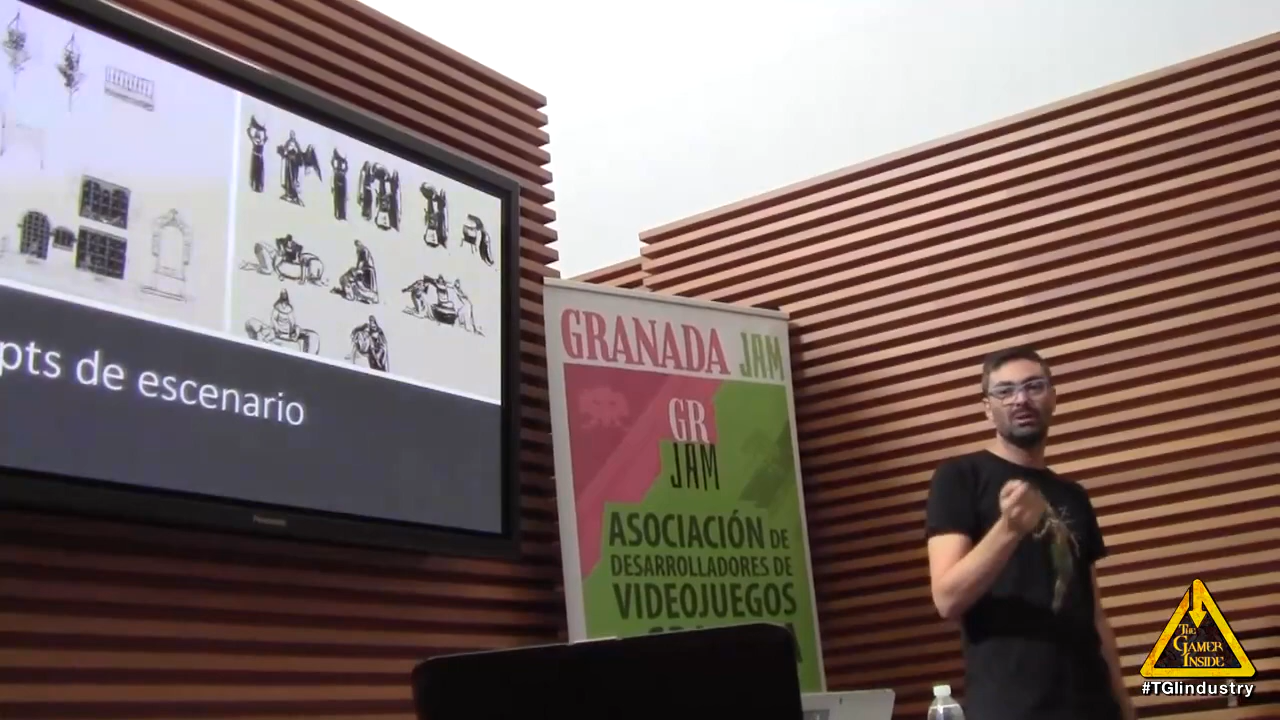 pts de escenario
Panasonic
GRANADA JAM
GR
JAM
ASOCIACIÓN DE
DESARROLLADORES DE
VIDEOJUEGOS
THE
GAMER
INSIDE
#TGIindustry